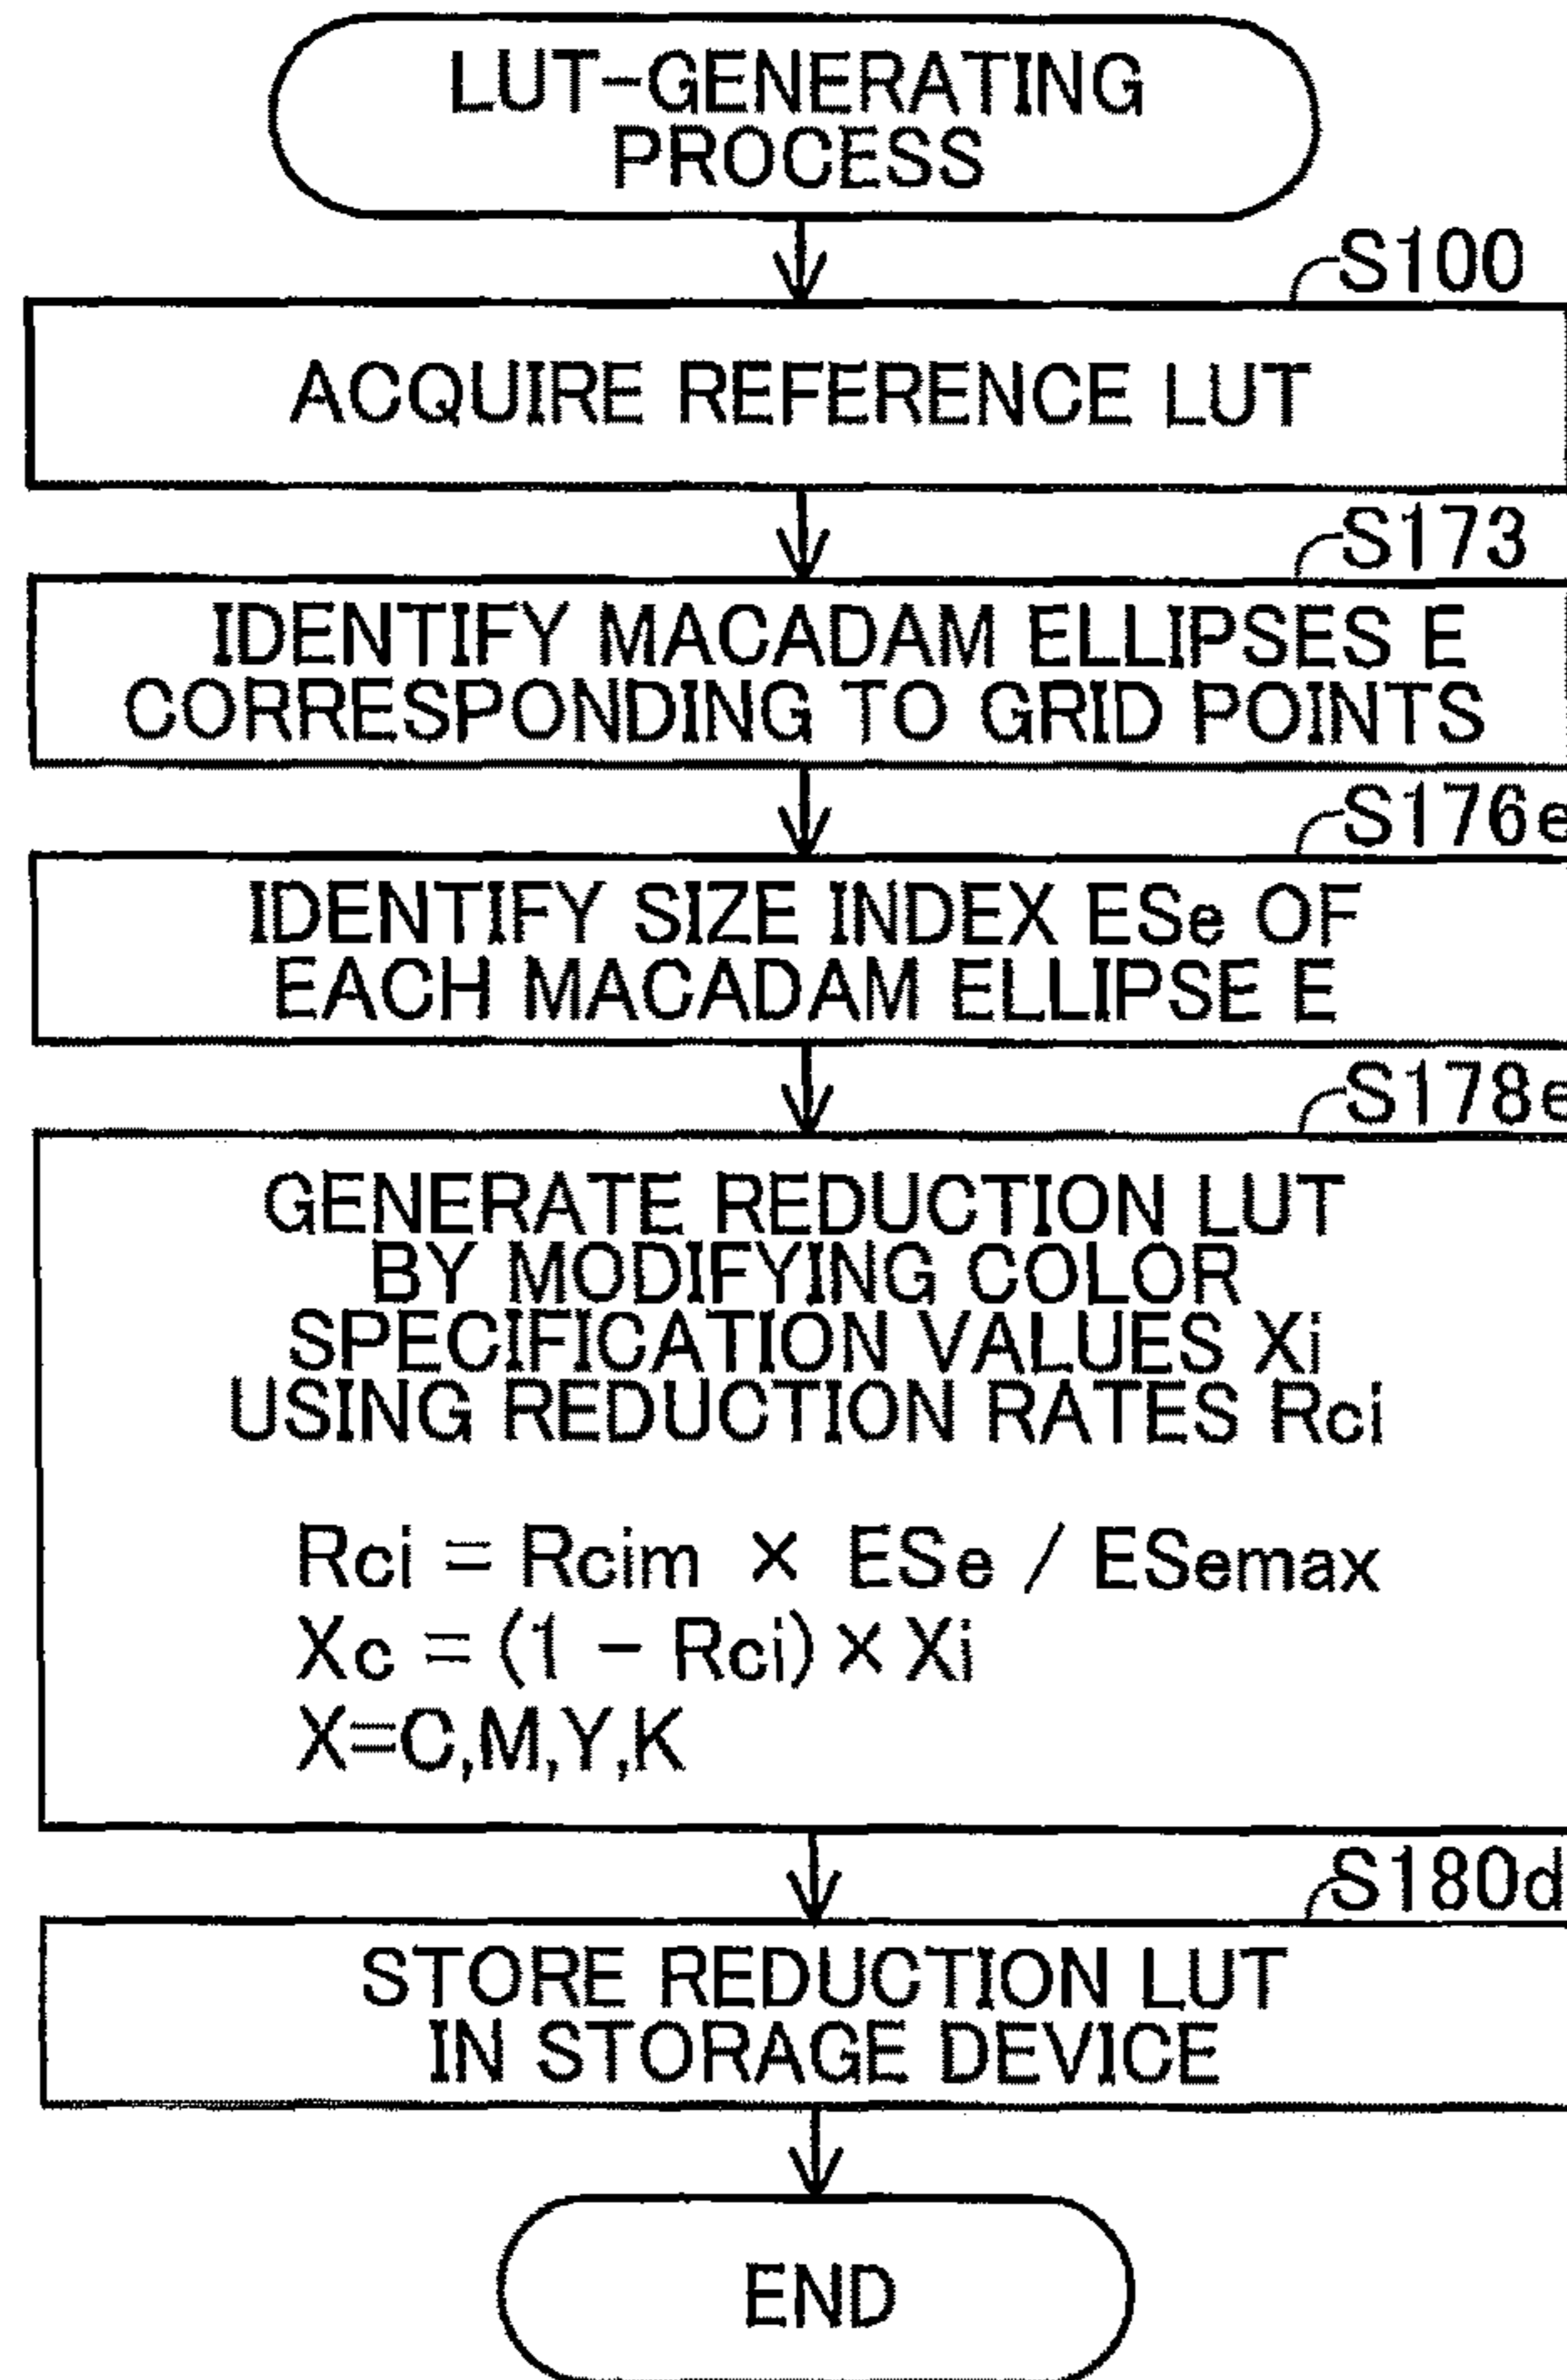 LUT-GENERATING
PROCESS
S100
ACQUIRE REFERENCE LUT
S173
IDENTIFY MACADAM ELLIPSES E
CORRESPONDING TO GRID POINTS
S176e
IDENTIFY SIZE INDEX ESe OF
EACH MACADAM ELLIPSE E
S178e
GENERATE REDUCTION LUT
BY MODIFYING COLOR
SPECIFICATION VALUES Xi
USING REDUCTION RATES Rci
Rci = Rcim × ESe / ESemax
Xc = (1 - Rci) × Xi
X=C,M,Y,K
S180d
STORE REDUCTION LUT
IN STORAGE DEVICE
END